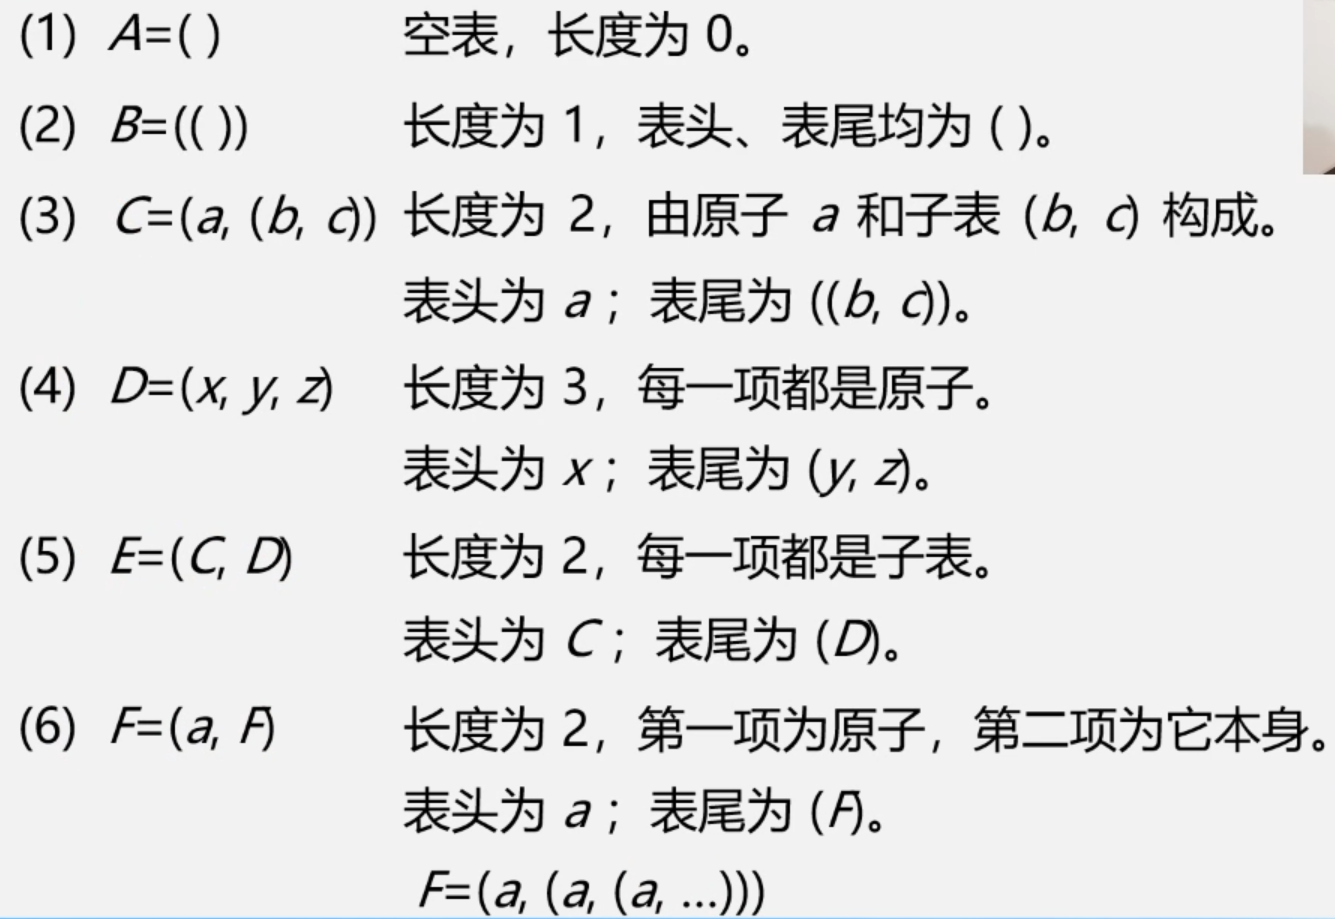 (1) A=( ) 空表，长度为 0。
(2) B=(( )) 长度为 1，表头、表尾均为 ( )。
(3) C=(a, (b, c)) 长度为 2，由原子 a 和子表 (b, c) 构成。
表头为 a；表尾为 ((b, c))。
(4) D=(x, y, z) 长度为 3，每一项都是原子。
表头为 x；表尾为 (y, z)。
(5) E=(C, D) 长度为 2，每一项都是子表。
表头为 C；表尾为 (D)。
(6) F=(a, F) 长度为 2，第一项为原子，第二项为它本身。
表头为 a；表尾为 (F)。
F=(a, (a, (a, ...)))